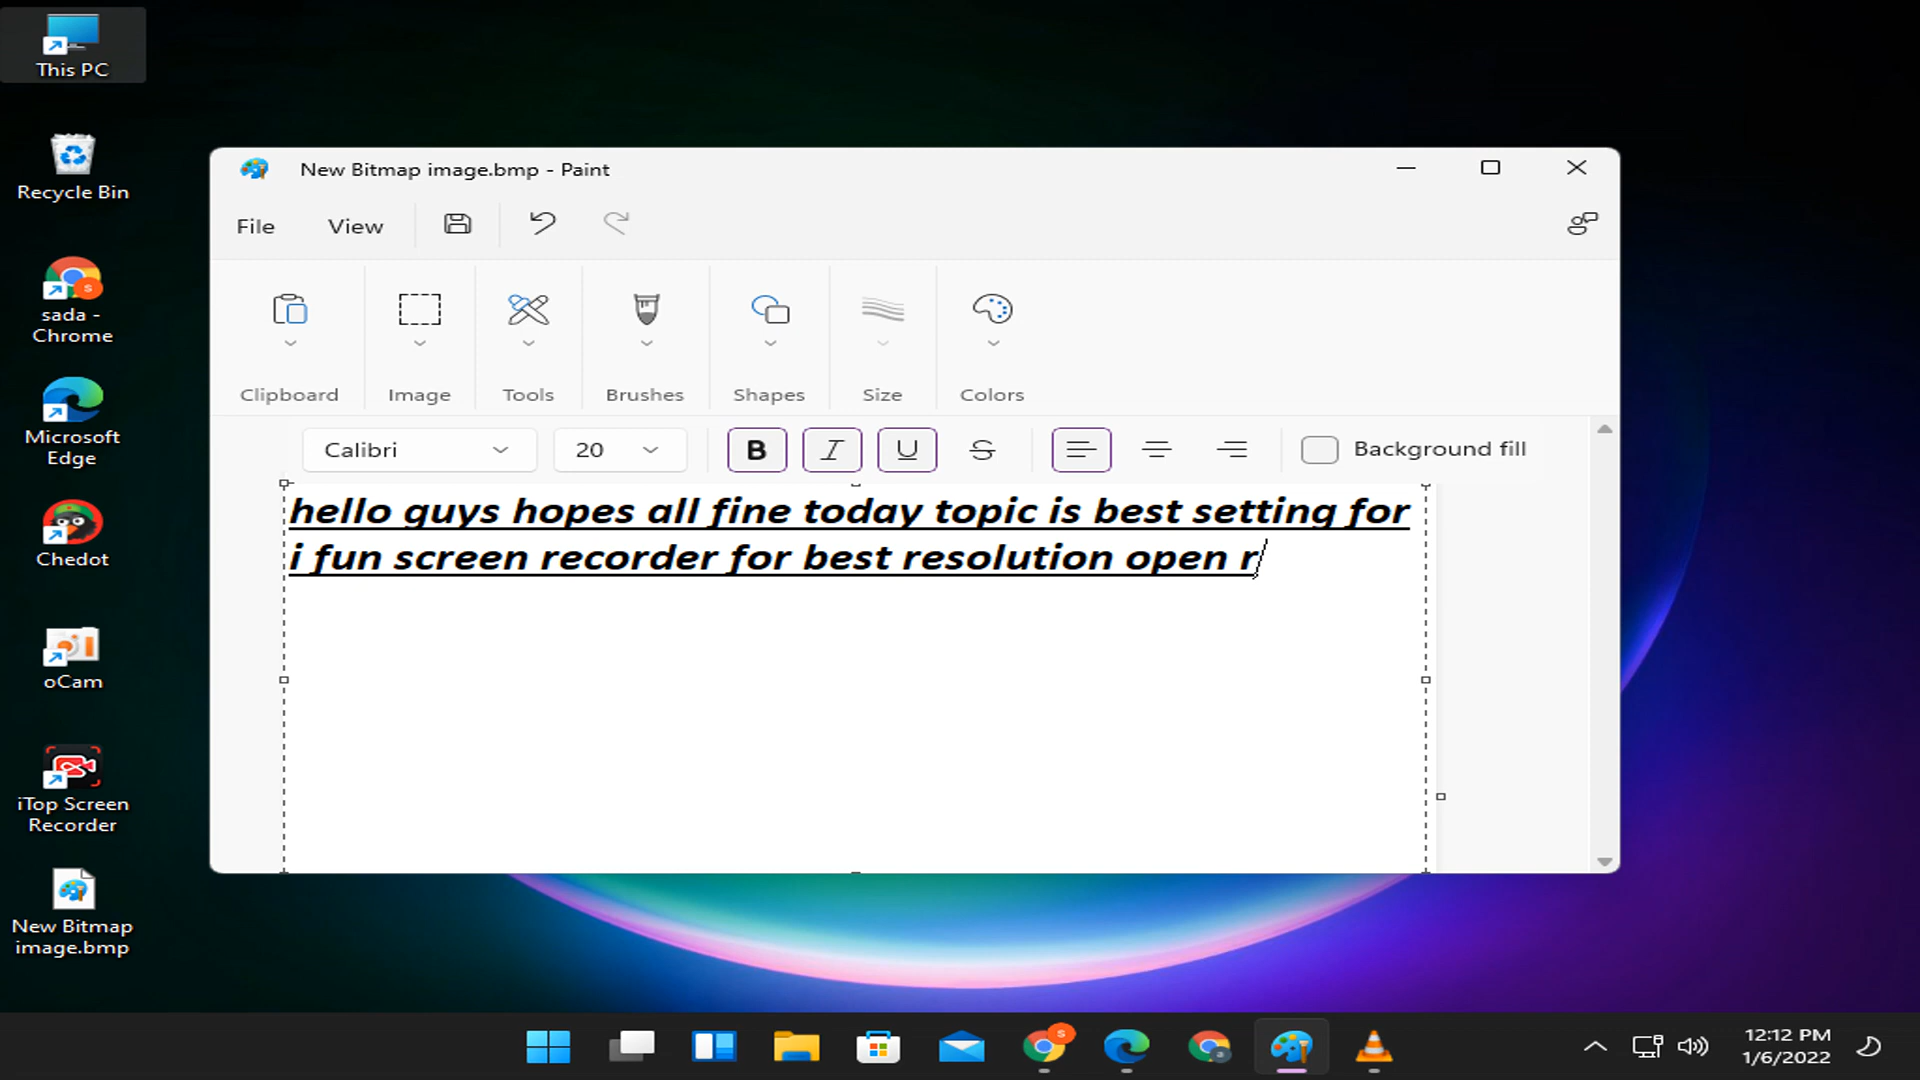 This PC
Recycle Bin
sada -
Chrome
Microsoft
Edge
Chedot
oCam
iTop Screen
Recorder
New Bitmap
image.bmp
New Bitmap image.bmp - Paint
File View
Clipboard Image Tools Brushes Shapes Size Colors
Calibri 20 B I U S Background fill
hello guys hopes all fine today topic is best setting for
i fun screen recorder for best resolution open r
12:12 PM
1/6/2022